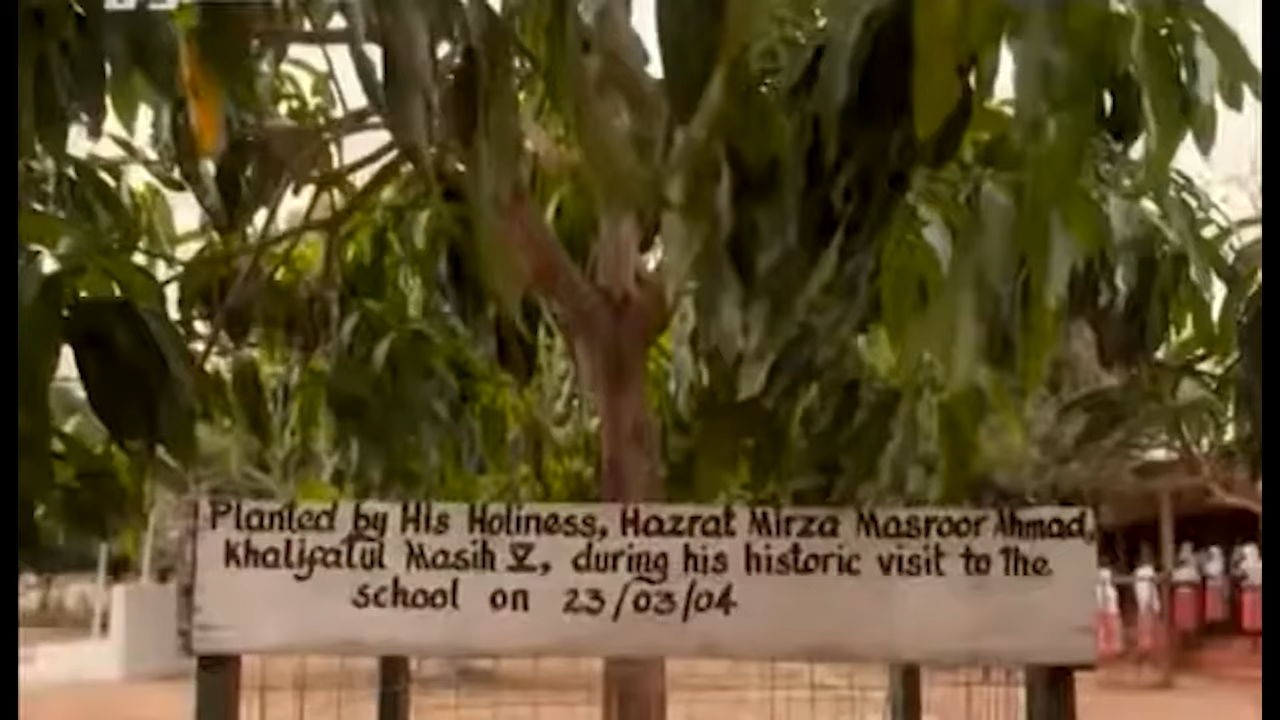 Planted by His Holiness, Hazrat Mirza Masroor Ahmad,
Khalifatul Masih V, during his historic visit to the
school on 23/03/04